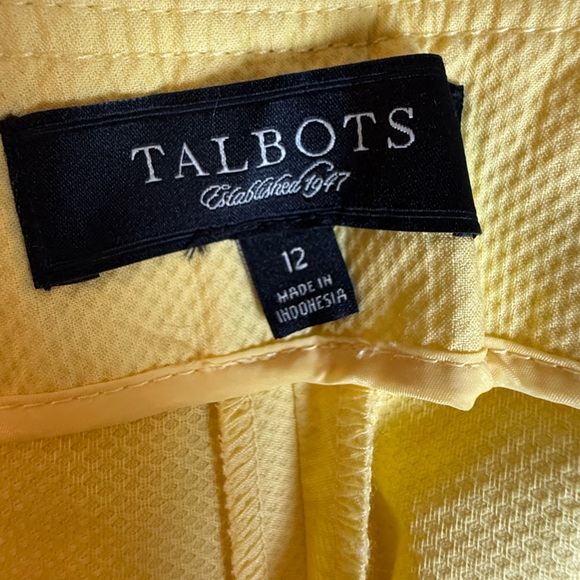 TALBOTS
Established 1947
12
MADE IN
INDONESIA